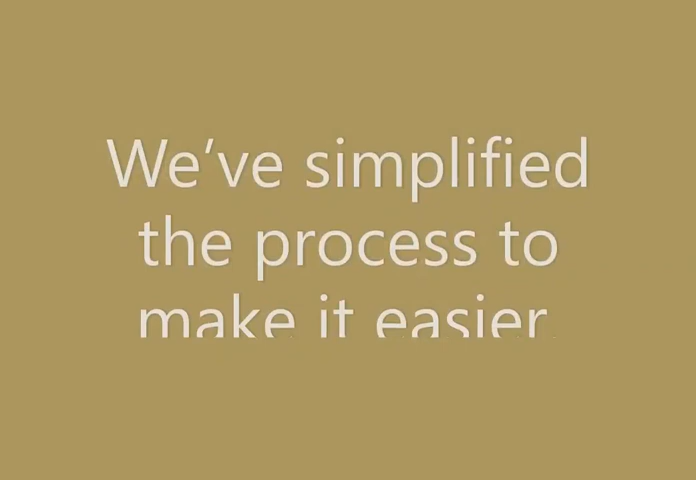 We’ve simplified
the process to
make it easier.